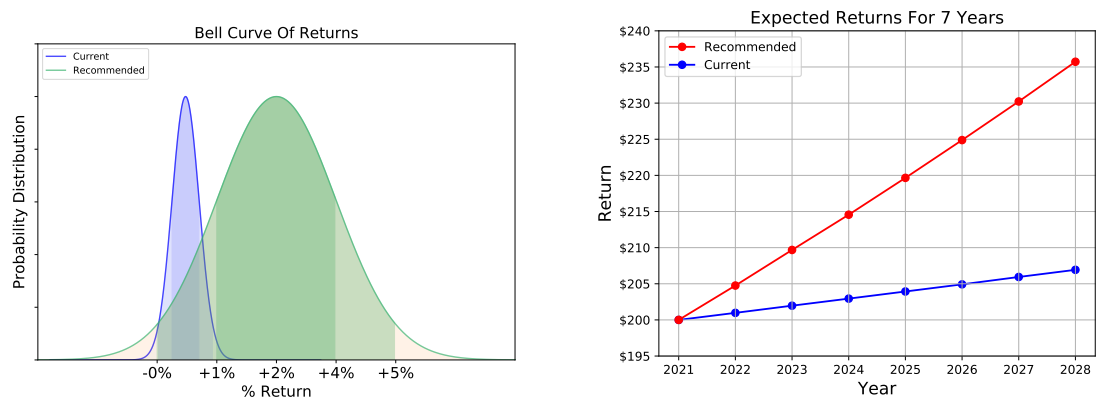 Bell Curve Of Returns
Current
Recommended
Probability Distribution
-0% +1% +2% +4% +5%
% Return
Expected Returns For 7 Years
Recommended
Current
Return
$240
$235
$230
$225
$220
$215
$210
$205
$200
$195
2021 2022 2023 2024 2025 2026 2027 2028
Year